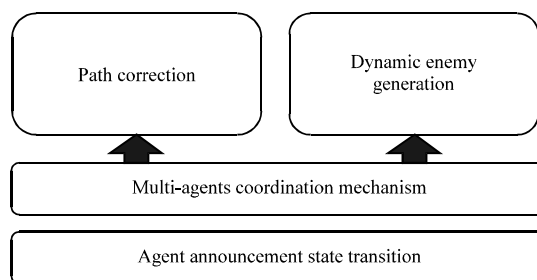 Path correction
Dynamic enemy
generation
Multi-agents coordination mechanism
Agent announcement state transition